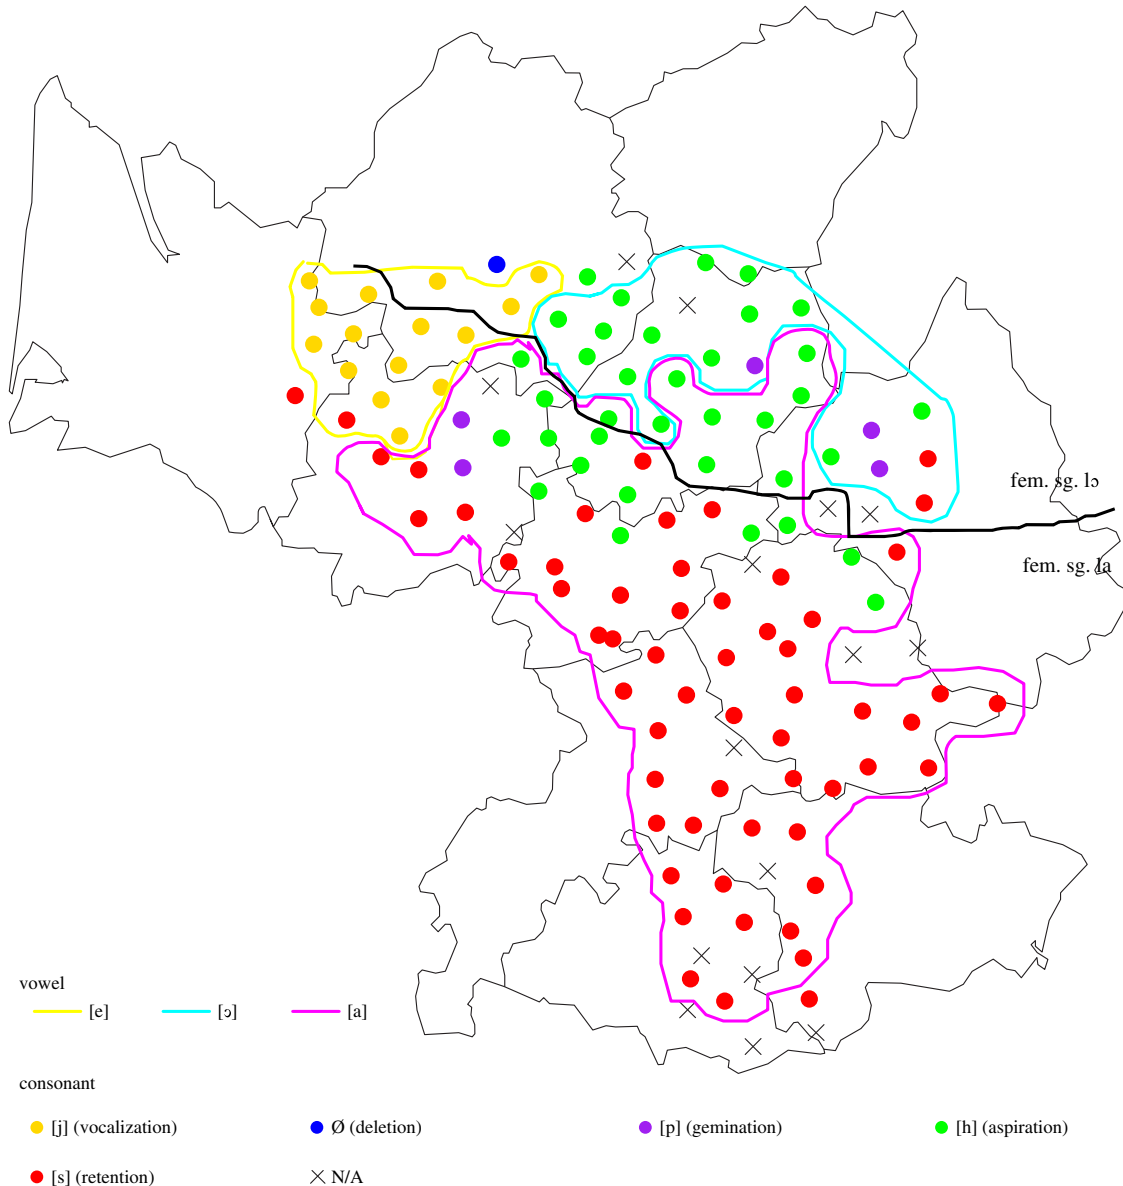 fem. sg. lɔ
fem. sg. la
vowel
[e] [ɔ] [a]
consonant
[j] (vocalization) Ø (deletion) [p] (gemination) [h] (aspiration)
[s] (retention) N/A